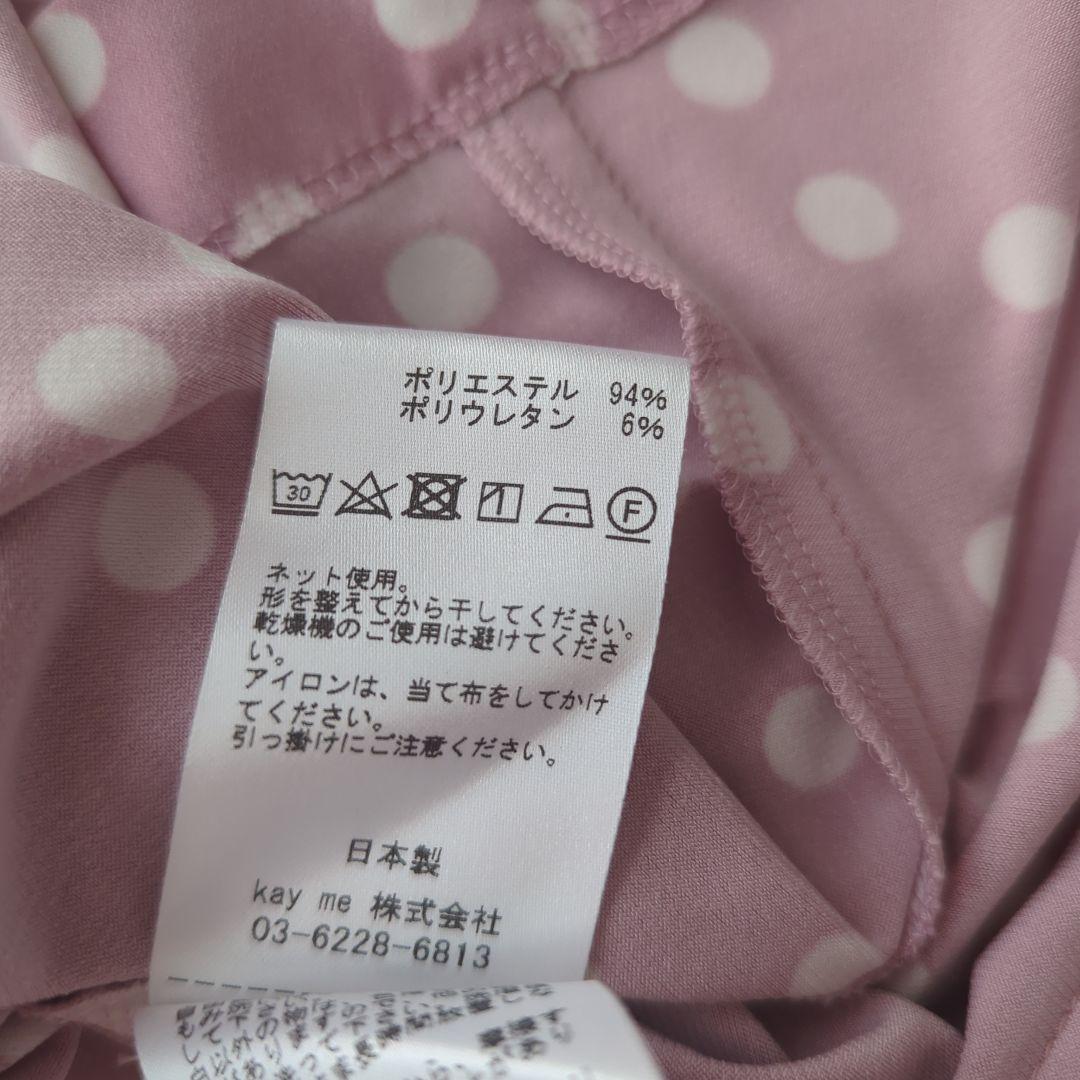 ポリエステル 94%
ポリウレタン 6%
30 F
ネット使用。
形を整えてから干してください。
乾燥機のご使用は避けてくださ
い。
アイロンは、当て布をしてかけ
てください。
引っ掛けにご注意ください。
日本製
kay me 株式会社
03-6228-6813